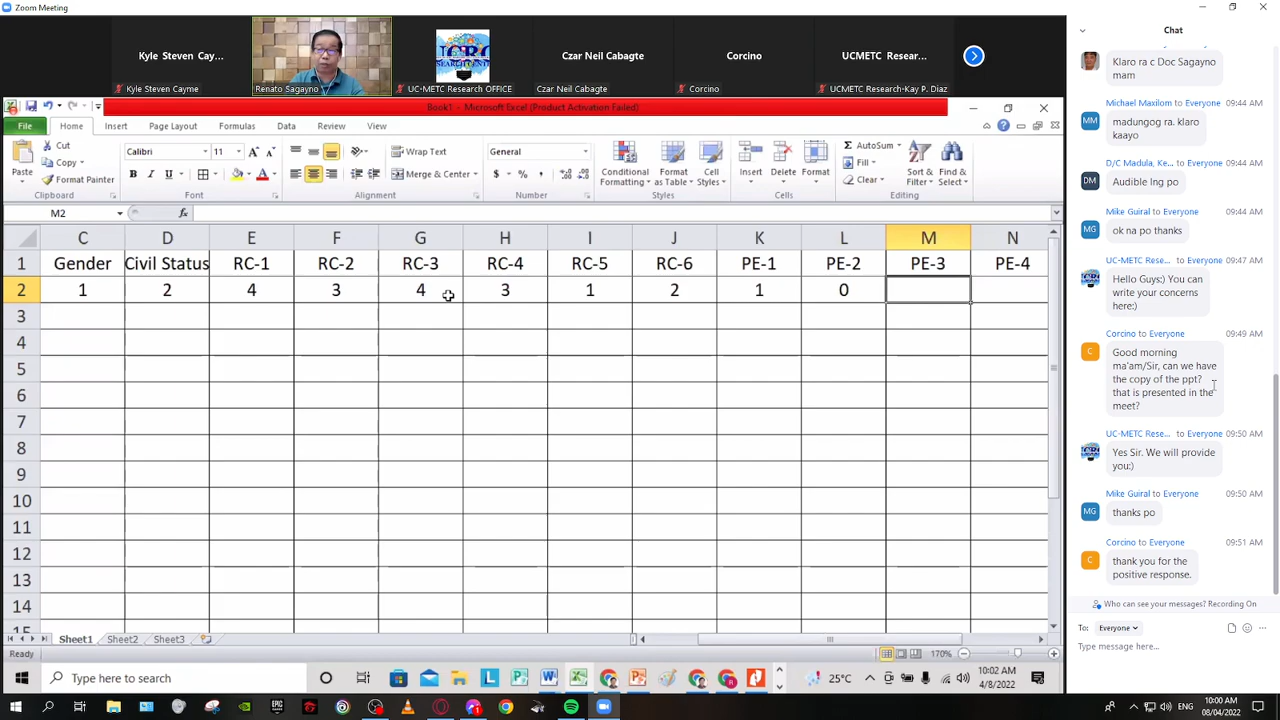 Zoom Meeting
Kyle Steven Cay...
Czar Neil Cabagte
Corcino
UCMETC Resear...
Kyle Steven Cayme
Renato Sagayno
UC-METC Research OFFICE
Czar Neil Cabagte
Corcino
UCMETC Research-Kay P. Diaz
Book1 - Microsoft Excel (Product Activation Failed)
File Home Insert Page Layout Formulas Data Review View
Cut
Copy
Format Painter
Paste
Clipboard
Calibri 11
B I U
Font
Wrap Text
Merge & Center
Alignment
General
$ % ,
Number
Conditional Formatting
Format as Table
Cell Styles
Styles
Insert Delete Format
Cells
AutoSum
Fill
Clear
Sort & Filter
Find & Select
Editing
M2 fx
C D E F G H I J K L M N
1 Gender Civil Status RC-1 RC-2 RC-3 RC-4 RC-5 RC-6 PE-1 PE-2 PE-3 PE-4
2 1 2 4 3 4 3 1 2 1 0
3
4
5
6
7
8
9
10
11
12
13
14
15
Sheet1 Sheet2 Sheet3
Ready 170%
Type here to search
25°C
10:02 AM
4/8/2022
Chat
Klaro ra c Doc Sagayno
mam
Michael Maxilom to Everyone 09:44 AM
MM
madungog ra. klaro
kaayo
D/C Madula, Ke... to Everyone 09:44 AM
DM
Audible lng po
Mike Guiral to Everyone 09:44 AM
MG
ok na po thanks
UC-METC Rese... to Everyone 09:47 AM
Hello Guys:) You can
write your concerns
here:)
Corcino to Everyone 09:49 AM
C
Good morning
ma'am/Sir, can we have
the copy of the ppt?
that is presented in the
meet?
UC-METC Rese... to Everyone 09:50 AM
Yes Sir. We will provide
you:)
Mike Guiral to Everyone 09:50 AM
MG
thanks po
Corcino to Everyone 09:51 AM
C
thank you for the
positive response.
Who can see your messages? Recording On
To: Everyone
Type message here...
ENG
10:00 AM
08/04/2022